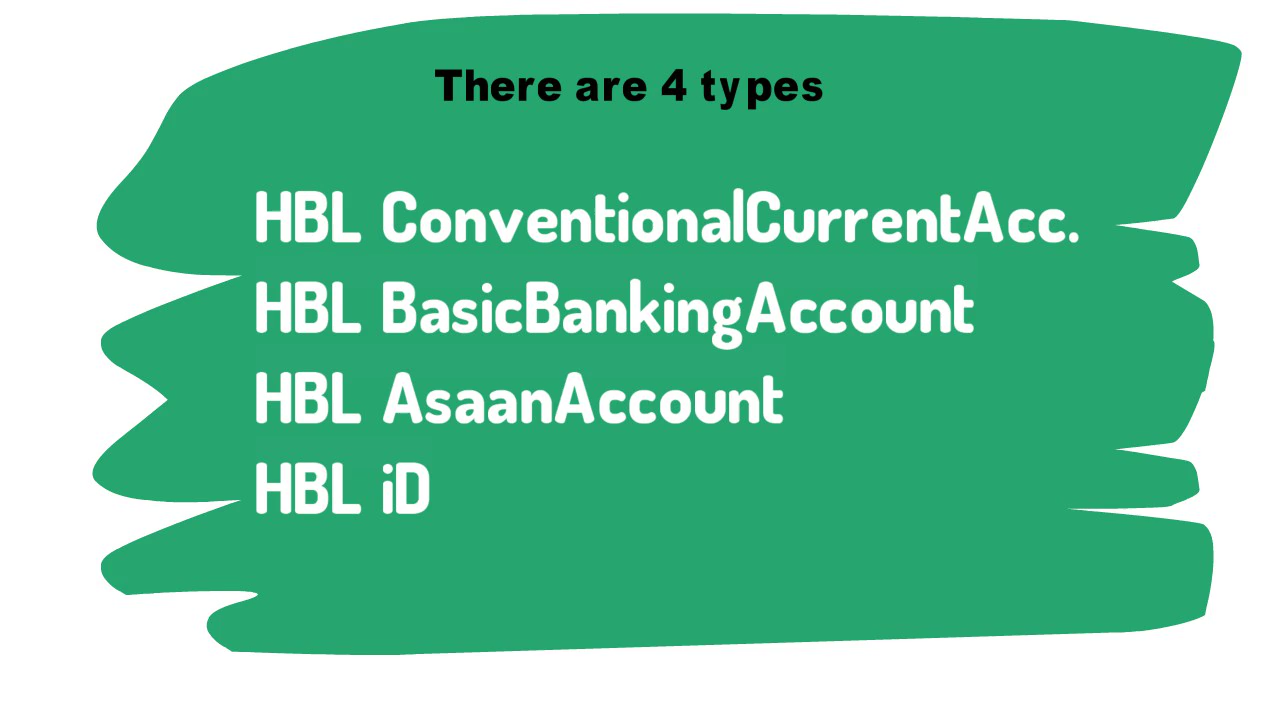 There are 4 types
HBL ConventionalCurrentAcc.
HBL BasicBankingAccount
HBL AsaanAccount
HBL iD